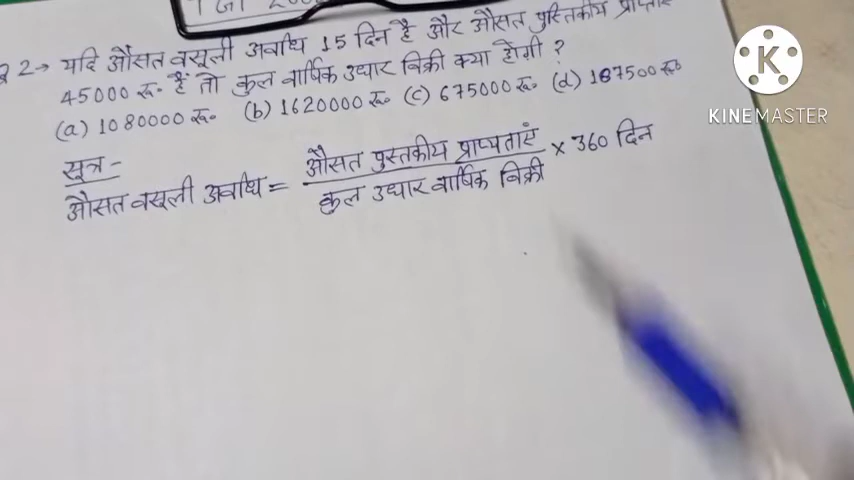 Q 2→ यदि औसत वसूली अवधि 15 दिन है और औसत पुस्तिकीय प्राप्ताएं
45000 रू. हैं तो कुल वार्षिक उधार बिक्री क्या होगी ?
(a) 1080000 रू. (b) 1620000 रू. (c) 675000 रू. (d) 187500 रू.
सूत्र -
औसत वसूली अवधि = औसत पुस्तकीय प्राप्यताएं × 360 दिन
कुल उधार वार्षिक बिक्री
K
KINEMASTER